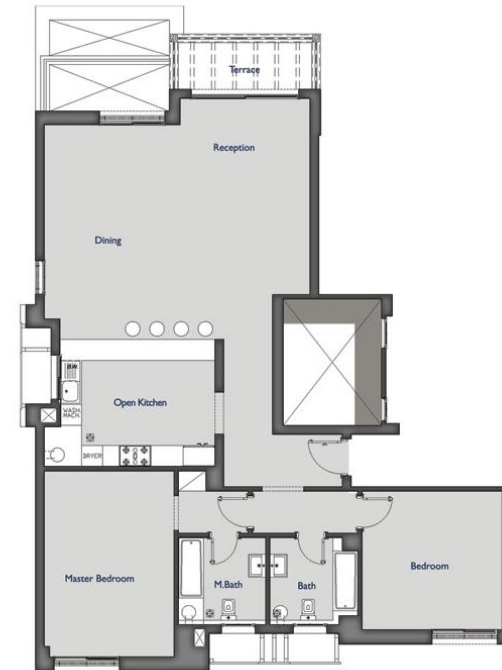 Terrace
Reception
Dining
D.W.
Open Kitchen
WASH.
MACH.
DRYER
Master Bedroom
M.Bath
Bath
Bedroom